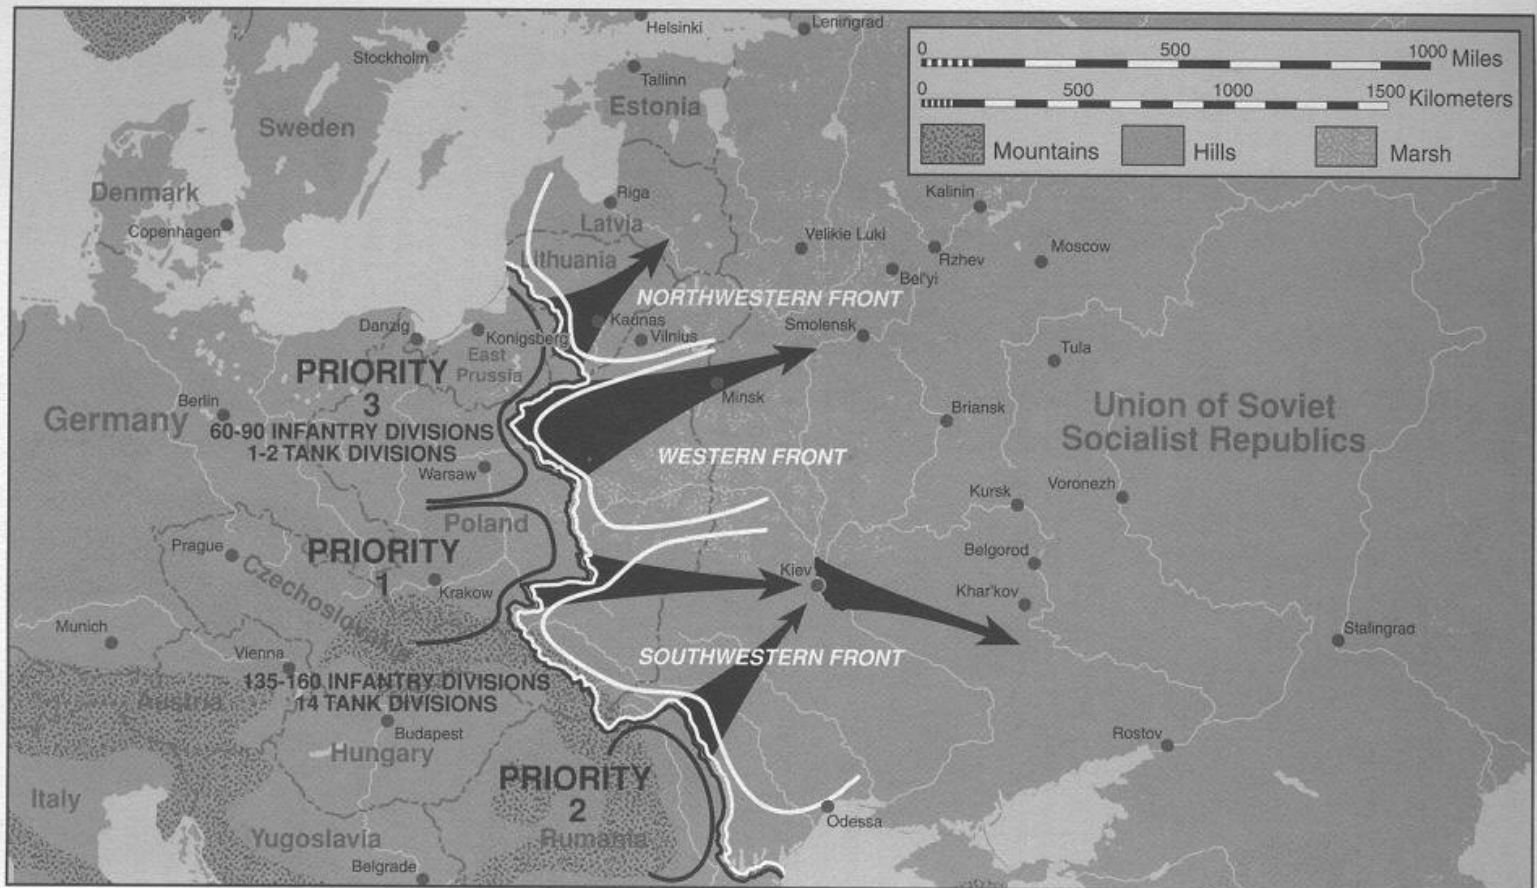 Helsinki
Leningrad
Stockholm
Tallinn
Estonia
Sweden
0 500 1000 Miles
0 500 1000 1500 Kilometers
Mountains Hills Marsh
Denmark
Copenhagen
Riga
Latvia
Lithuania
Kalinin
Velikie Luki
Rzhev
Moscow
Bel'yi
NORTHWESTERN FRONT
Danzig
Konigsberg
Kaunas
Vilnius
Smolensk
East
Prussia
Tula
PRIORITY
3
60-90 INFANTRY DIVISIONS
1-2 TANK DIVISIONS
Germany
Berlin
Minsk
Briansk
Union of Soviet
Socialist Republics
Warsaw
WESTERN FRONT
Kursk
Voronezh
Poland
PRIORITY
1
Prague
Czechoslovakia
Krakow
Kiev
Belgorod
Khar'kov
Munich
Vienna
Stalingrad
SOUTHWESTERN FRONT
135-160 INFANTRY DIVISIONS
14 TANK DIVISIONS
Austria
Budapest
Hungary
Rostov
PRIORITY
2
Italy
Yugoslavia
Rumania
Odessa
Belgrade